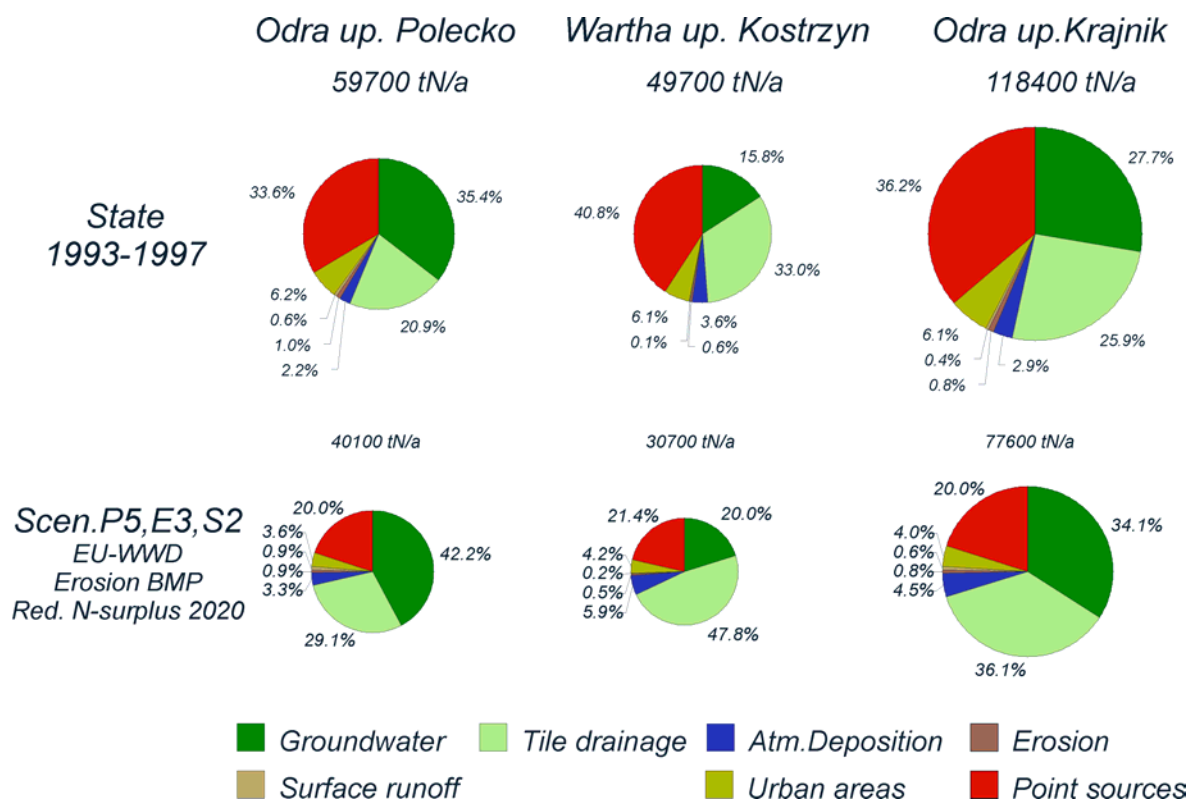 Odra up. Polecko
Wartha up. Kostrzyn
Odra up.Krajnik
59700 tN/a
49700 tN/a
118400 tN/a
State
1993-1997
33.6%
35.4%
6.2%
0.6%
1.0%
2.2%
20.9%
15.8%
40.8%
33.0%
6.1%
0.1%
3.6%
0.6%
27.7%
36.2%
6.1%
0.4%
0.8%
2.9%
25.9%
40100 tN/a
30700 tN/a
77600 tN/a
Scen.P5,E3,S2
EU-WWD
Erosion BMP
Red. N-surplus 2020
20.0%
3.6%
0.9%
0.9%
3.3%
42.2%
29.1%
21.4%
20.0%
4.2%
0.2%
0.5%
5.9%
47.8%
20.0%
34.1%
4.0%
0.6%
0.8%
4.5%
36.1%
Groundwater
Tile drainage
Atm.Deposition
Erosion
Surface runoff
Urban areas
Point sources